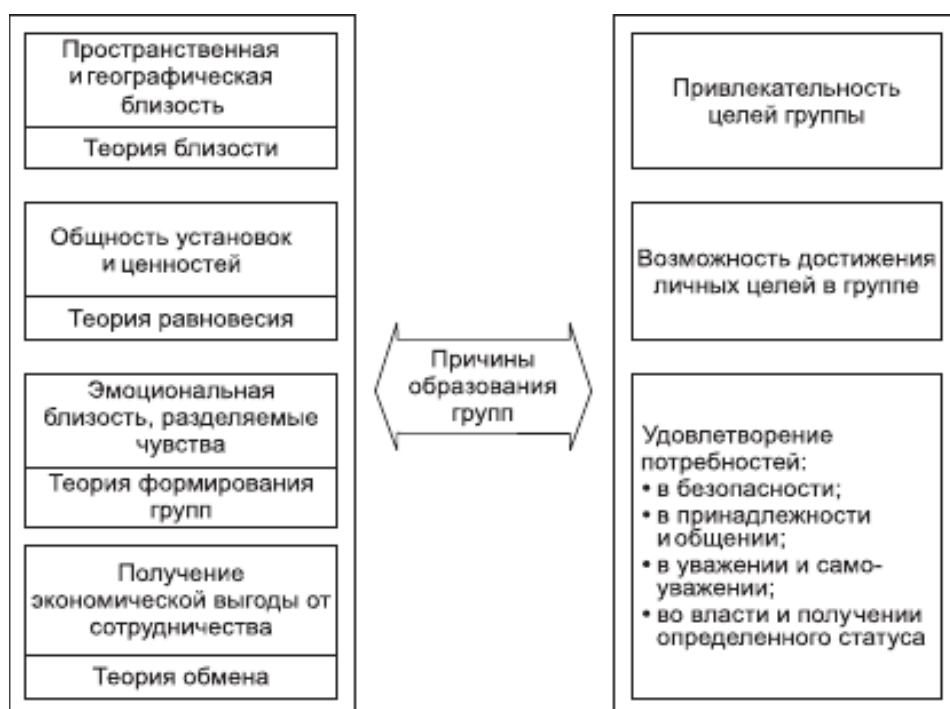 Пространственная
и географическая
близость
Теория близости
Общность установок
и ценностей
Теория равновесия
Эмоциональная
близость, разделяемые
чувства
Теория формирования
групп
Получение
экономической выгоды от
сотрудничества
Теория обмена
Причины
образования
групп
Привлекательность
целей группы
Возможность достижения
личных целей в группе
Удовлетворение
потребностей:
• в безопасности;
• в принадлежности
и общении;
• в уважении и само-
уважении;
• во власти и получении
определенного статуса